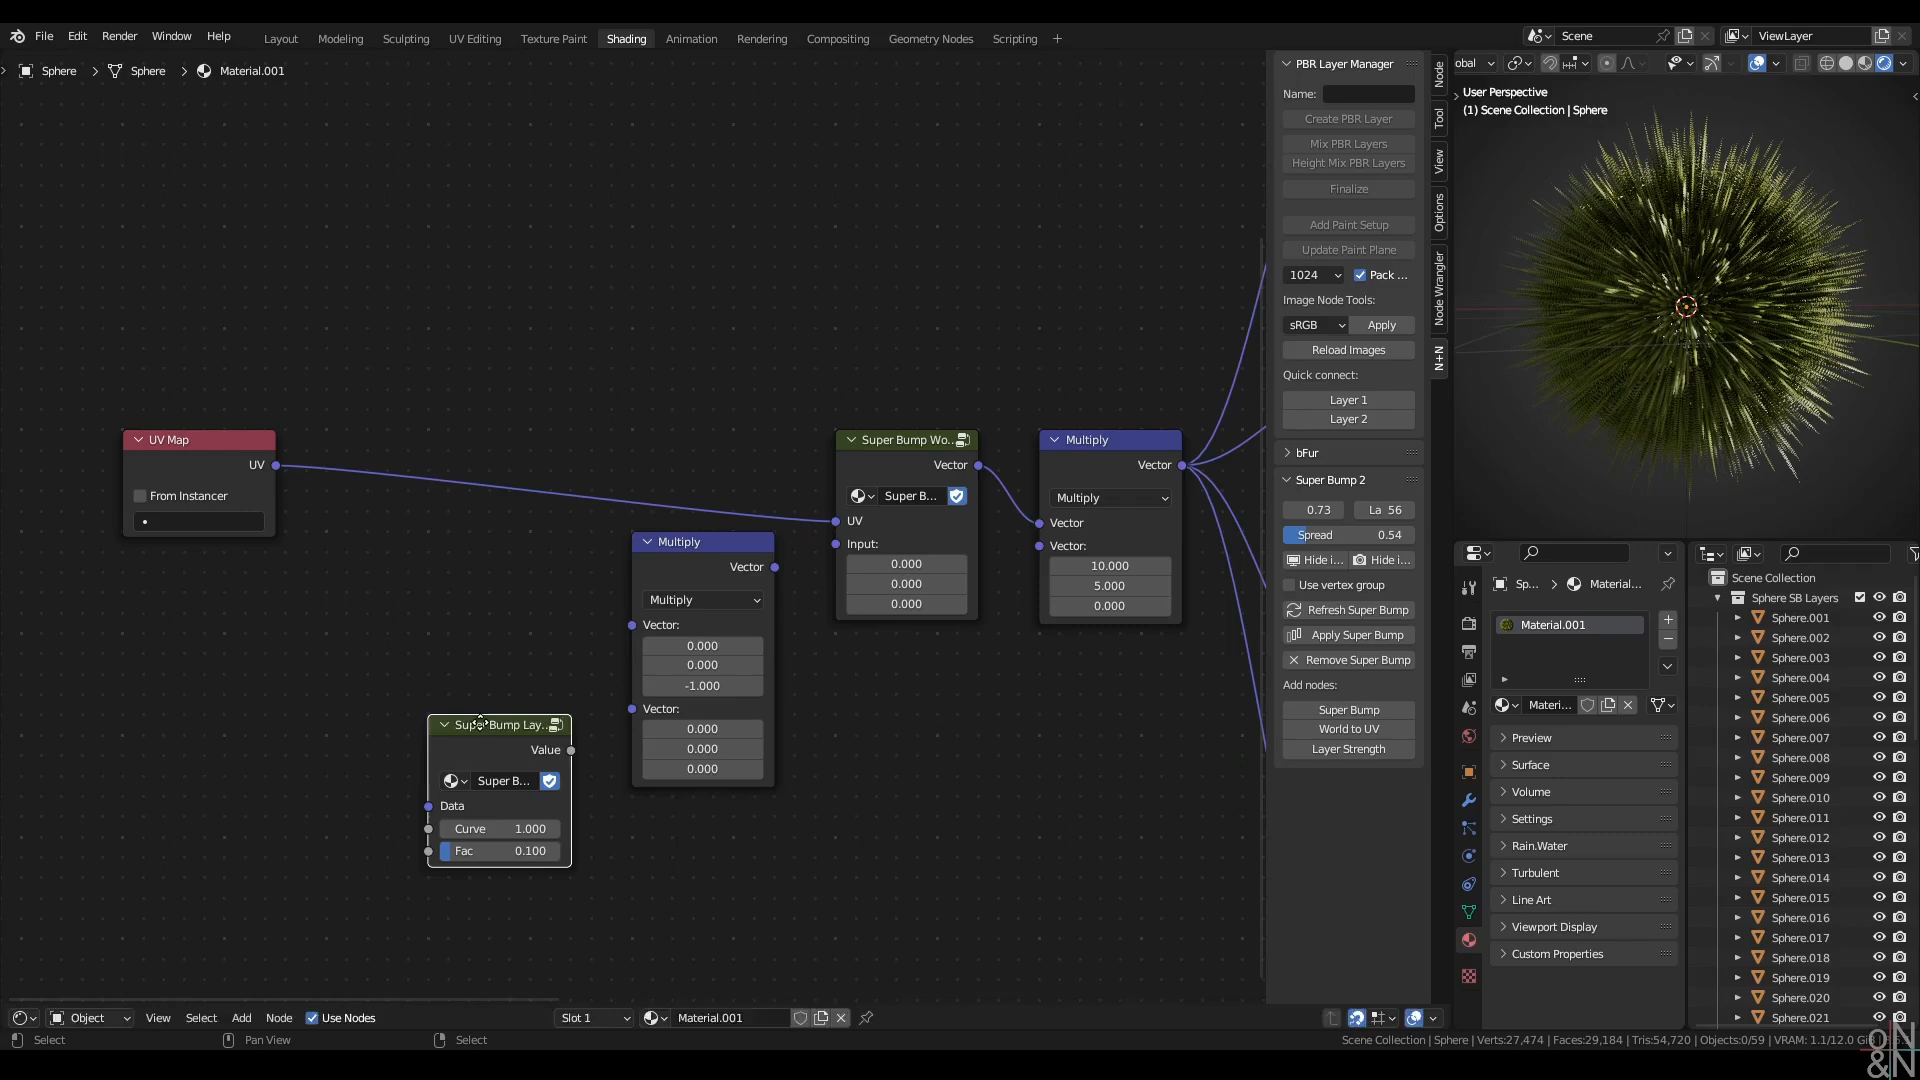 File Edit Render Window Help
Layout Modeling Sculpting UV Editing Texture Paint Shading Animation Rendering Compositing Geometry Nodes Scripting
Scene
ViewLayer
Sphere Sphere Material.001
PBR Layer Manager
Name:
Create PBR Layer
Mix PBR Layers
Height Mix PBR Layers
Finalize
Add Paint Setup
Update Paint Plane
1024 Pack ...
Image Node Tools:
sRGB Apply
Reload Images
Quick connect:
Layer 1
Layer 2
bFur
Super Bump 2
0.73 La 56
Spread 0.54
Hide i... Hide i...
Use vertex group
Refresh Super Bump
Apply Super Bump
Remove Super Bump
Add nodes:
Super Bump
World to UV
Layer Strength
Node
Tool
View
Options
Node Wrangler
N+N
obal
User Perspective
(1) Scene Collection | Sphere
UV Map
UV
From Instancer
Super Bump Wo..
Vector
Super B...
UV
Input:
0.000
0.000
0.000
Multiply
Vector
Multiply
Vector
Vector:
10.000
5.000
0.000
Multiply
Vector
Multiply
Vector:
0.000
0.000
-1.000
Vector:
0.000
0.000
0.000
Super Bump Lay..
Value
Super B...
Data
Curve 1.000
Fac 0.100
Sp... Material...
Material.001
Materi...
Preview
Surface
Volume
Settings
Rain.Water
Turbulent
Line Art
Viewport Display
Custom Properties
Scene Collection
Sphere SB Layers
Sphere.001
Sphere.002
Sphere.003
Sphere.004
Sphere.005
Sphere.006
Sphere.007
Sphere.008
Sphere.009
Sphere.010
Sphere.011
Sphere.012
Sphere.013
Sphere.014
Sphere.015
Sphere.016
Sphere.017
Sphere.018
Sphere.019
Sphere.020
Sphere.021
Object View Select Add Node Use Nodes
Slot 1 Material.001
Select Pan View Select
Scene Collection | Sphere | Verts:27,474 | Faces:29,184 | Tris:54,720 | Objects:0/59 | VRAM: 1.1/12.0 Gi
N
&N